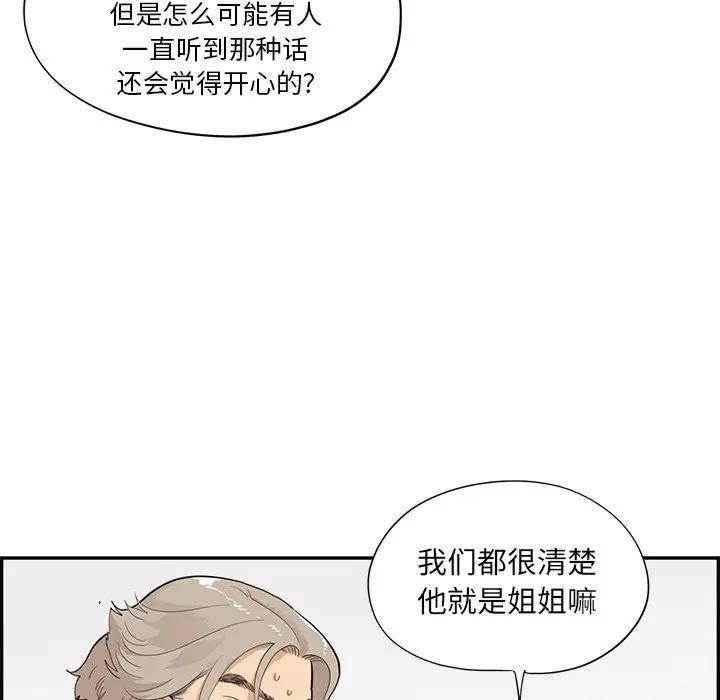 但是怎么可能有人
一直听到那种话
还会觉得开心的?
我们都很清楚
他就是姐姐嘛